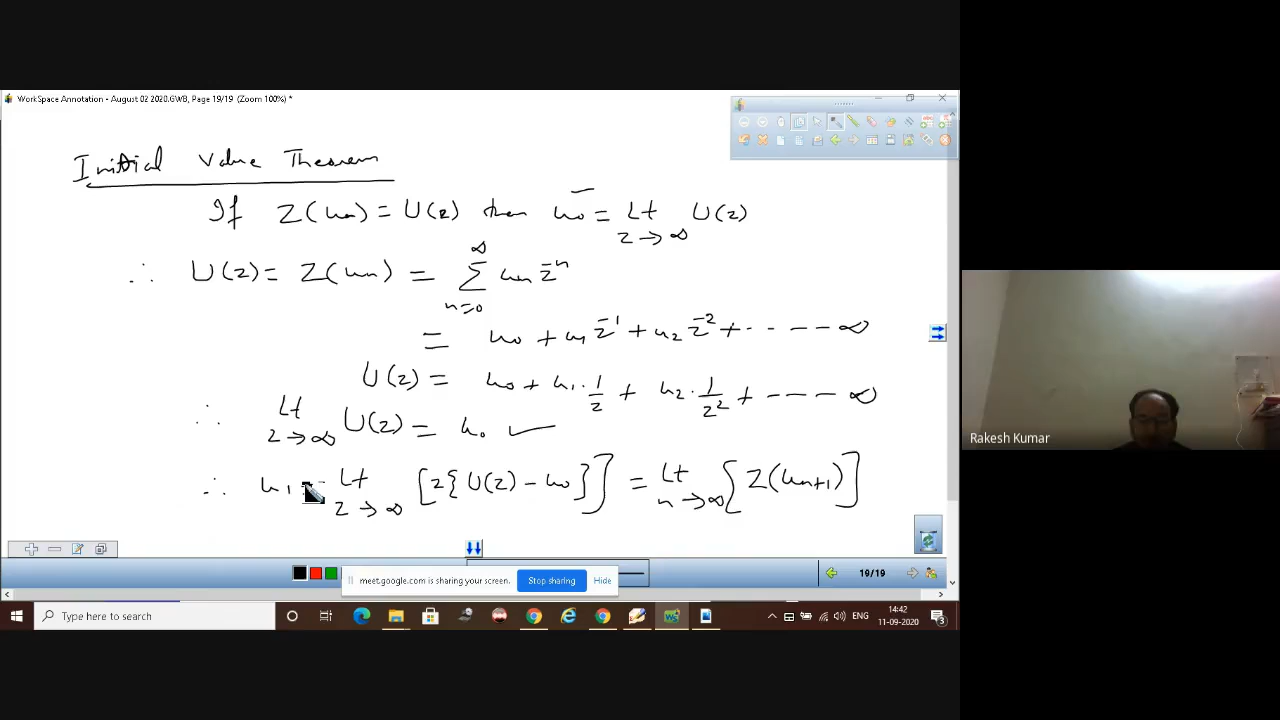 WorkSpace Annotation - August 02 2020.GWB, Page 19/19 (Zoom 100%) *
Initial Value Theorem
If Z(uₙ) = U(z) then u₀ = Lt z→∞ U(z)
∴ U(z) = Z(uₙ) = ∑ n=0 ∞ uₙ z⁻ⁿ
= u₀ + u₁ z⁻¹ + u₂ z⁻² + ---- ∞
U(z) = u₀ + u₁ · 1/z + u₂ · 1/z² + ---- ∞
∴ Lt z→∞ U(z) = u₀ ✓
∴ u₁ = Lt z→∞ [z{U(z) - u₀}] = Lt n→∞ {Z(uₙ₊₁)]
Rakesh Kumar
19/19
meet.google.com is sharing your screen. Stop sharing Hide
Type here to search
ENG
14:42
11-09-2020
3